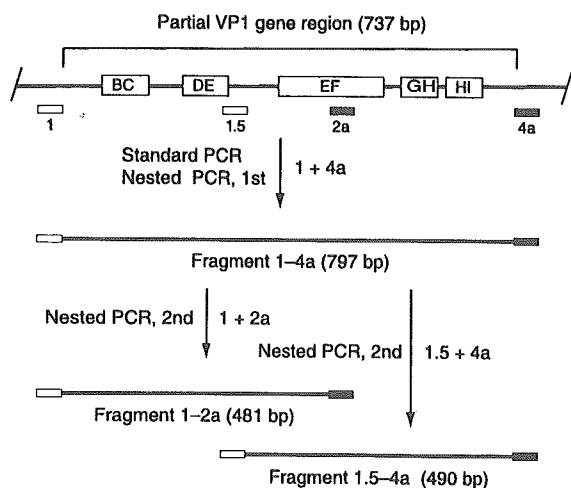 Partial VP1 gene region (737 bp)
BC DE EF GH HI
1 1.5 2a 4a
Standard PCR
Nested PCR, 1st
1 + 4a
Fragment 1–4a (797 bp)
Nested PCR, 2nd 1 + 2a
Nested PCR, 2nd 1.5 + 4a
Fragment 1–2a (481 bp)
Fragment 1.5–4a (490 bp)